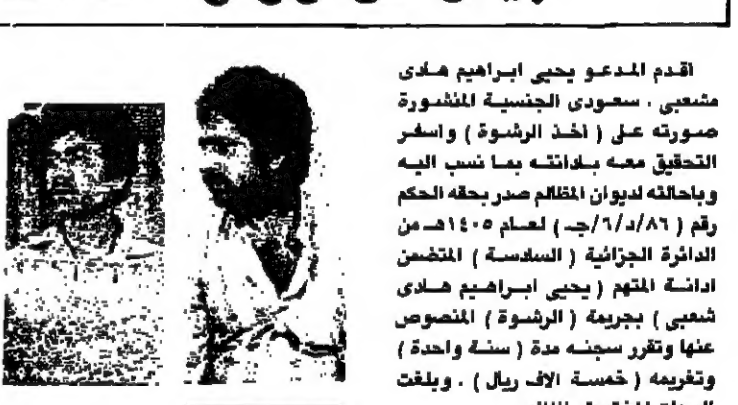 اقدم المدعو يحيى ابراهيم هادى
مشعبى . سعودى الجنسية المنشورة
صورته على ( اخذ الرشوة ) واسفر
التحقيق معه بادانته بما نسب اليه
وباحالته لديوان المظالم صدر بحقه الحكم
رقم ( ٨٦/د/٦/جـ ) لعام ١٤٠٥هـ من
الدائرة الجزائية ( السادسة ) المتضمن
ادانة المتهم ( يحيى ابراهيم هادى
شعبى ) بجريمة ( الرشوة ) المنصوص
عنها وتقرر سجنه مدة ( سنة واحدة )
وتغريمه ( خمسة الاف ريال ) . وبلغت